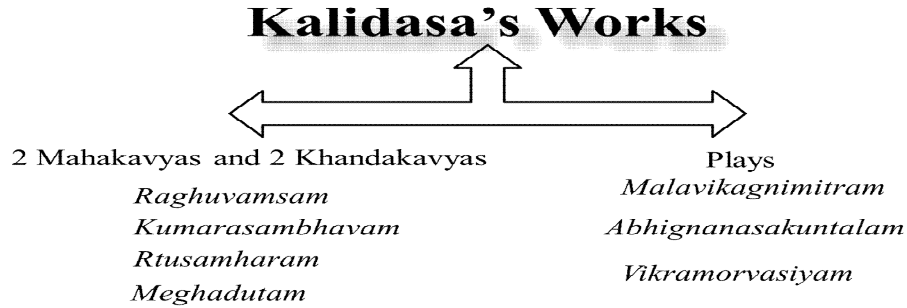 Kalidasa's Works
2 Mahakavyas and 2 Khandakavyas
Raghuvamsam
Kumarasambhavam
Rtusamharam
Meghadutam
Plays
Malavikagnimitram
Abhignanasakuntalam
Vikramorvasiyam